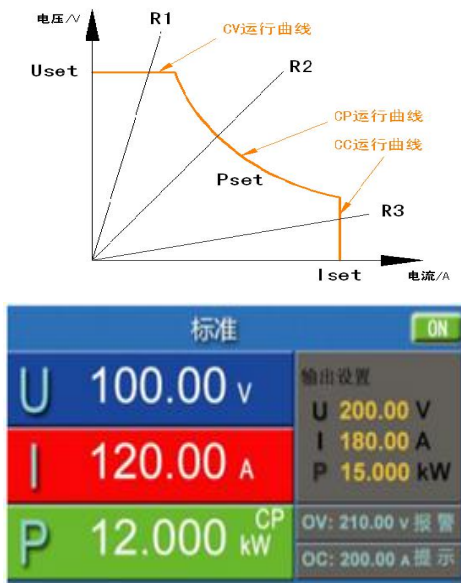 电压/V
R1
CV运行曲线
Uset
R2
CP运行曲线
CC运行曲线
Pset
R3
Iset
电流/A
标准
ON
U 100.00 V
I 120.00 A
P 12.000 kW CP
输出设置
U 200.00 V
I 180.00 A
P 15.000 kW
OV: 210.00 V 报警
OC: 200.00 A 提示